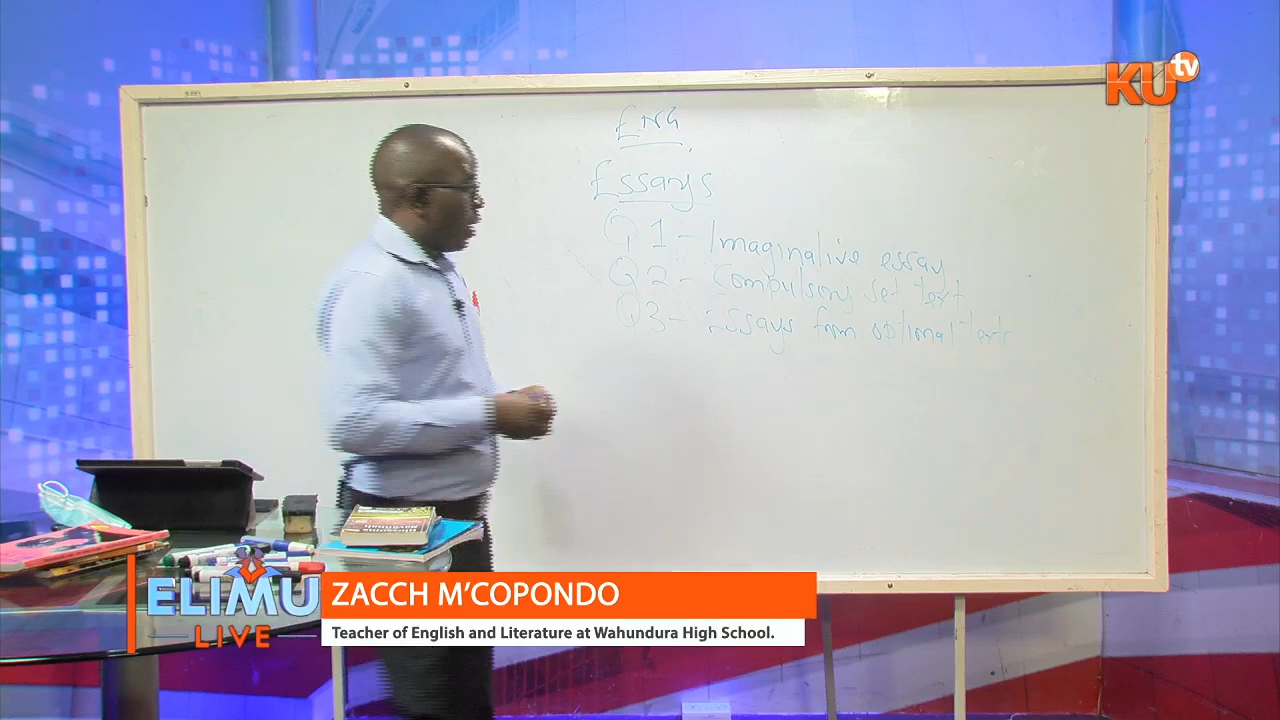 KU tv
ENG
Essays
Q1 - Imaginative essay
Q2 - Compulsory set text
Q3 - Essays from optional texts
ELIMU
LIVE
ZACCH M'COPONDO
Teacher of English and Literature at Wahundura High School.